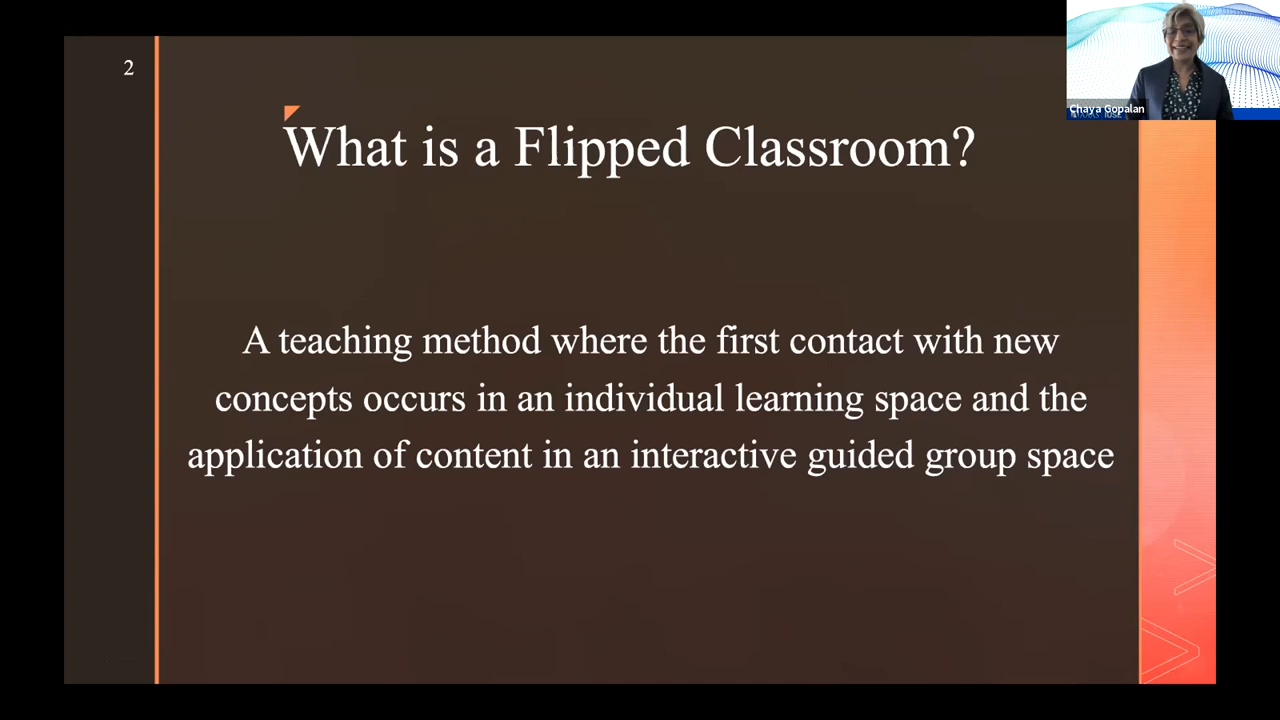 2
What is a Flipped Classroom?
A teaching method where the first contact with new
concepts occurs in an individual learning space and the
application of content in an interactive guided group space
Chaya Gopalan